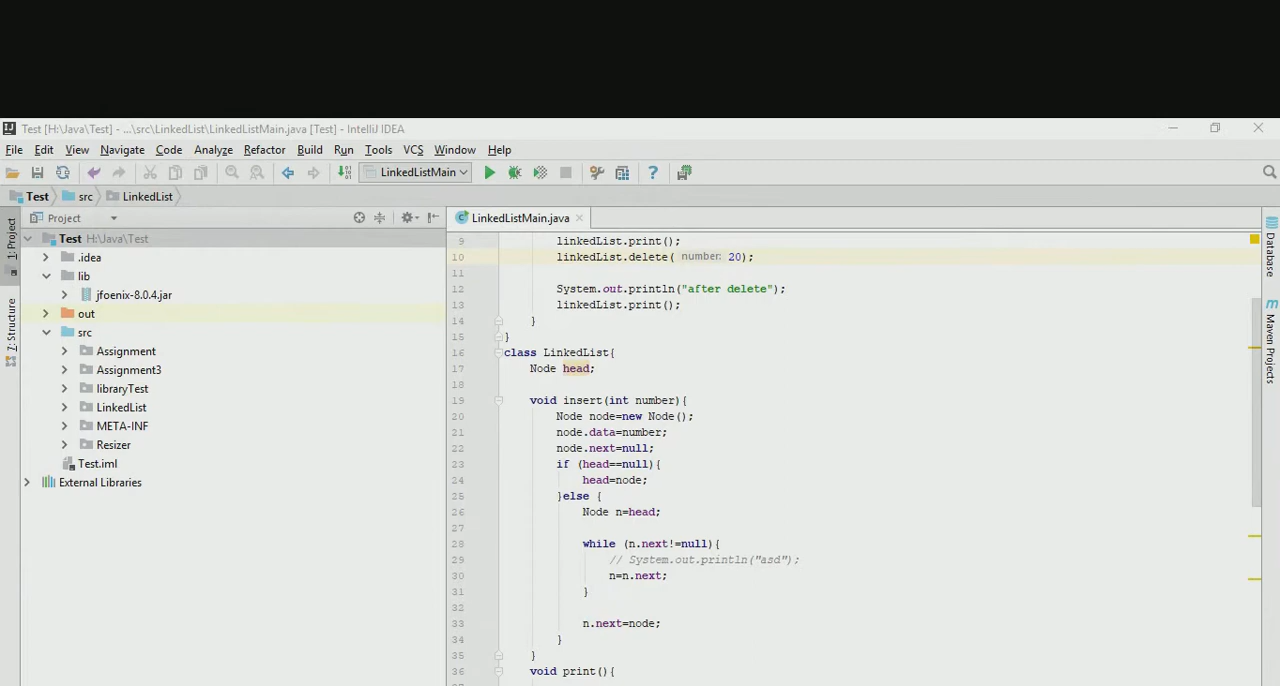 Test [H:\Java\Test] - ...\src\LinkedList\LinkedListMain.java [Test] - IntelliJ IDEA
File Edit View Navigate Code Analyze Refactor Build Run Tools VCS Window Help
LinkedListMain
Test src LinkedList
Project
LinkedListMain.java
1: Project
Z: Structure
Database
Maven Projects
Test H:\Java\Test
.idea
lib
jfoenix-8.0.4.jar
out
src
Assignment
Assignment3
libraryTest
LinkedList
META-INF
Resizer
Test.iml
External Libraries
9 linkedList.print();
10 linkedList.delete( number: 20);
11
12 System.out.println("after delete");
13 linkedList.print();
14 }
15 }
16 class LinkedList{
17 Node head;
18
19 void insert(int number){
20 Node node=new Node();
21 node.data=number;
22 node.next=null;
23 if (head==null){
24 head=node;
25 }else {
26 Node n=head;
27
28 while (n.next!=null){
29 // System.out.println("asd");
30 n=n.next;
31 }
32
33 n.next=node;
34 }
35 }
36 void print(){